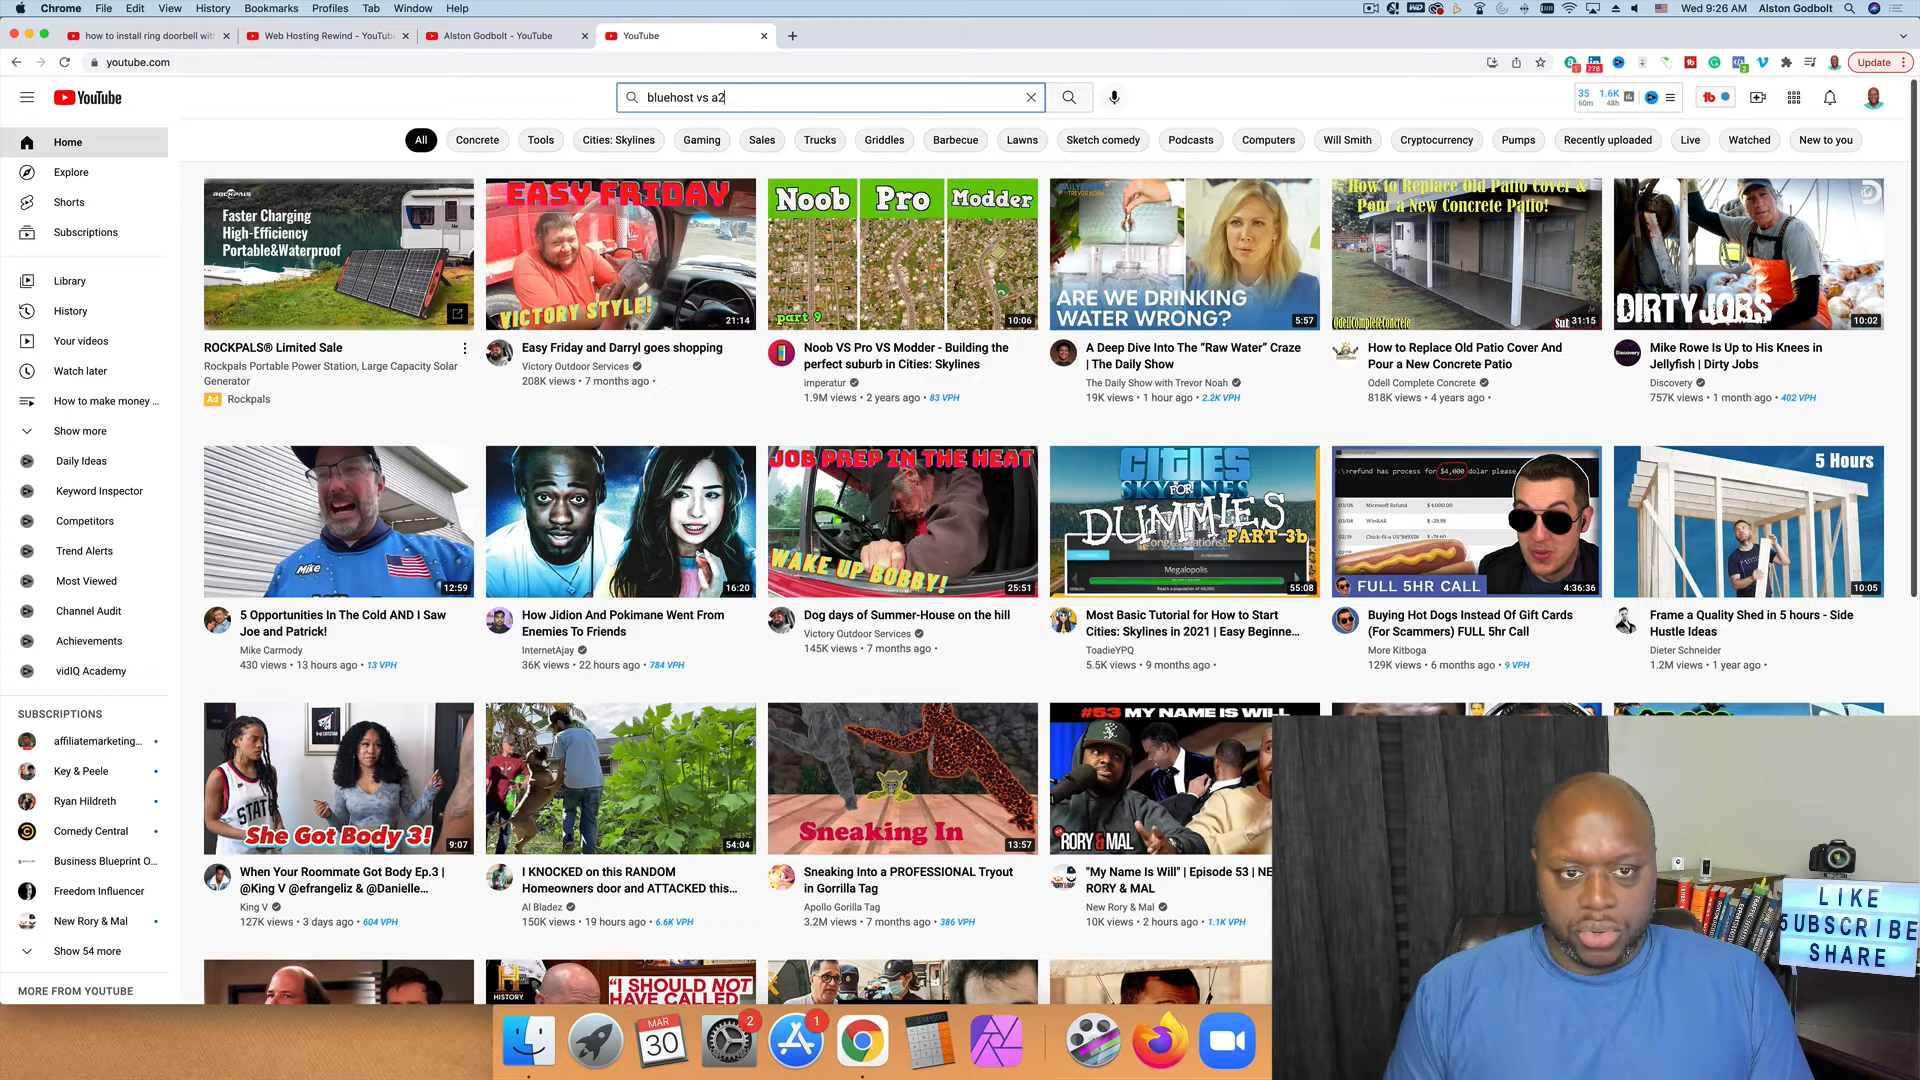 Chrome File Edit View History Bookmarks Profiles Tab Window Help
Wed 9:26 AM Alston Godbolt
how to install ring doorbell with
Web Hosting Rewind - YouTube
Alston Godbolt - YouTube
YouTube
youtube.com
Update
YouTube
bluehost vs a2
35 60m 1.6K 48h
All Concrete Tools Cities: Skylines Gaming Sales Trucks Griddles Barbecue Lawns Sketch comedy Podcasts Computers Will Smith Cryptocurrency Pumps Recently uploaded Live Watched New to you
Home
Explore
Shorts
Subscriptions
Library
History
Your videos
Watch later
How to make money ...
Show more
Daily Ideas
Keyword Inspector
Competitors
Trend Alerts
Most Viewed
Channel Audit
Achievements
vidIQ Academy
SUBSCRIPTIONS
affiliatemarketing...
Key & Peele
Ryan Hildreth
Comedy Central
Business Blueprint O...
Freedom Influencer
New Rory & Mal
Show 54 more
MORE FROM YOUTUBE
ROCKPALS
Faster Charging
High-Efficiency
Portable&Waterproof
ROCKPALS® Limited Sale
Rockpals Portable Power Station, Large Capacity Solar
Generator
Ad Rockpals
EASY FRIDAY
VICTORY STYLE!
21:14
Easy Friday and Darryl goes shopping
Victory Outdoor Services
208K views • 7 months ago •
Noob Pro Modder
part 9
10:06
Noob VS Pro VS Modder - Building the
perfect suburb in Cities: Skylines
imperatur
1.9M views • 2 years ago • 83 VPH
ARE WE DRINKING
WATER WRONG?
5:57
A Deep Dive Into The “Raw Water” Craze
| The Daily Show
The Daily Show with Trevor Noah
19K views • 1 hour ago • 2.2K VPH
How to Replace Old Patio Cover &
Pour a New Concrete Patio!
OdellCompleteConcrete
31:15
How to Replace Old Patio Cover And
Pour a New Concrete Patio
Odell Complete Concrete
818K views • 4 years ago •
DIRTY JOBS
10:02
Mike Rowe Is Up to His Knees in
Jellyfish | Dirty Jobs
Discovery
757K views • 1 month ago • 402 VPH
Mike
12:59
5 Opportunities In The Cold AND I Saw
Joe and Patrick!
Mike Carmody
430 views • 13 hours ago • 13 VPH
16:20
How Jidion And Pokimane Went From
Enemies To Friends
InternetAjay
36K views • 22 hours ago • 784 VPH
JOB PREP IN THE HEAT
WAKE UP BOBBY!
25:51
Dog days of Summer-House on the hill
Victory Outdoor Services
145K views • 7 months ago •
CITIES
SKYLINES
FOR
DUMMIES
PART-3b
Megalopolis
55:08
Most Basic Tutorial for How to Start
Cities: Skylines in 2021 | Easy Beginne...
ToadieYPQ
5.5K views • 9 months ago •
:\>refund has process for $4,000 dolar please
FULL 5HR CALL
4:36:36
Buying Hot Dogs Instead Of Gift Cards
(For Scammers) FULL 5hr Call
More Kitboga
129K views • 6 months ago • 9 VPH
5 Hours
10:05
Frame a Quality Shed in 5 hours - Side
Hustle Ideas
Dieter Schneider
1.2M views • 1 year ago •
STATE
She Got Body 3!
9:07
When Your Roommate Got Body Ep.3 |
@King V @efrangeliz & @Danielle...
King V
127K views • 3 days ago • 604 VPH
54:04
I KNOCKED on this RANDOM
Homeowners door and ATTACKED this...
Al Bladez
150K views • 19 hours ago • 6.6K VPH
Sneaking In
13:57
Sneaking Into a PROFESSIONAL Tryout
in Gorrilla Tag
Apollo Gorilla Tag
3.2M views • 7 months ago • 386 VPH
#53 MY NAME IS WILL
RORY & MAL
"My Name Is Will" | Episode 53 | NE
RORY & MAL
New Rory & Mal
10K views • 2 hours ago • 1.1K VPH
HISTORY
“I SHOULD NOT
HAVE CALLED
MAR
30
2
1
LIKE
SUBSCRIBE
SHARE